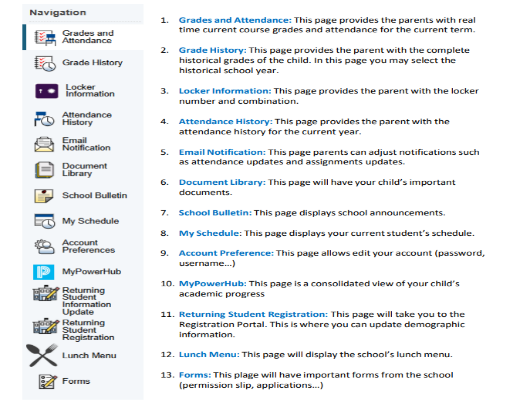 Navigation
Grades and
Attendance
Grade History
Locker
Information
Attendance
History
Email
Notification
Document
Library
School Bulletin
My Schedule
Account
Preferences
MyPowerHub
Returning
Student
Information
Update
Returning
Student
Registration
Lunch Menu
Forms
1. Grades and Attendance: This page provides the parents with real
time current course grades and attendance for the current term.
2. Grade History: This page provides the parent with the complete
historical grades of the child. In this page you may select the
historical school year.
3. Locker Information: This page provides the parent with the locker
number and combination.
4. Attendance History: This page provides the parent with the
attendance history for the current year.
5. Email Notification: This page parents can adjust notifications such
as attendance updates and assignments updates.
6. Document Library: This page will have your child's important
documents.
7. School Bulletin: This page displays school announcements.
8. My Schedule: This page displays your current student's schedule.
9. Account Preference: This page allows edit your account (password,
username...)
10. MyPowerHub: This page is a consolidated view of your child's
academic progress
11. Returning Student Registration: This page will take you to the
Registration Portal. This is where you can update demographic
information.
12. Lunch Menu: This page will display the school's lunch menu.
13. Forms: This plage will have important forms from the school
(permission slip, applications...)